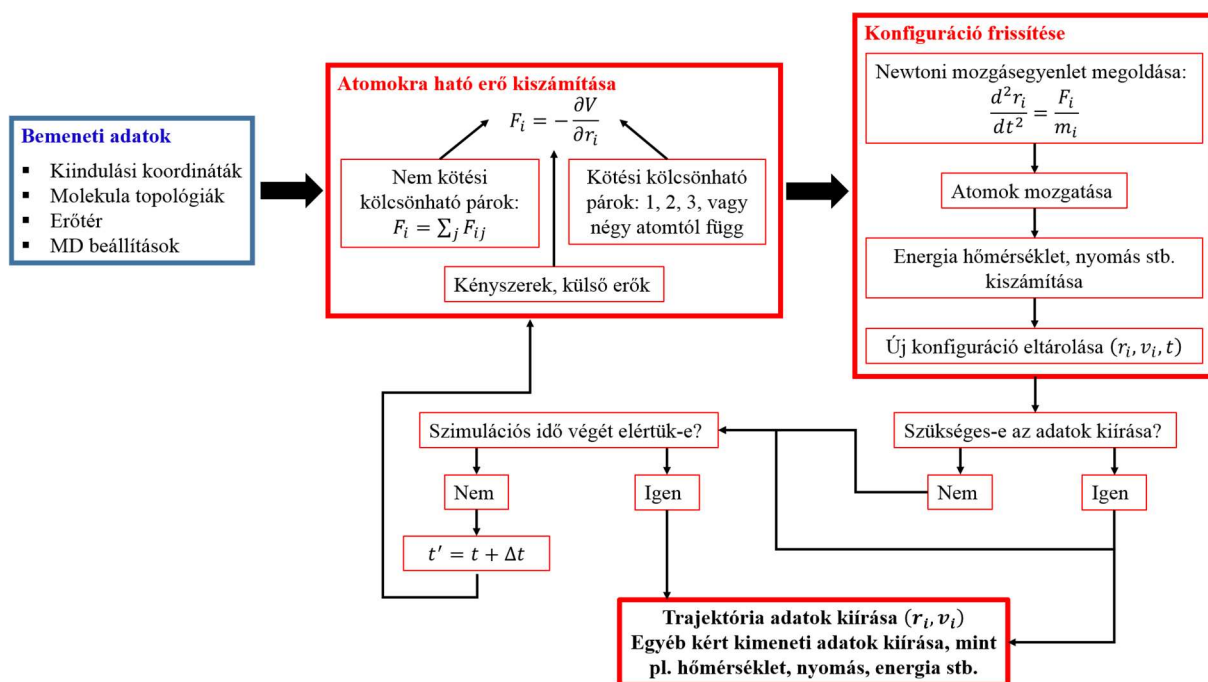 Bemeneti adatok
▪ Kiindulási koordináták
▪ Molekula topológiák
▪ Erőtér
▪ MD beállítások
Atomokra ható erő kiszámítása
F_i = −∂V/∂r_i
Nem kötési
kölcsönható párok:
F_i = ∑_j F_ij
Kötési kölcsönható
párok: 1, 2, 3, vagy
négy atomtól függ
Kényszerek, külső erők
Konfiguráció frissítése
Newtoni mozgásegyenlet megoldása:
d²r_i/dt² = F_i/m_i
Atomok mozgatása
Energia hőmérséklet, nyomás stb.
kiszámítása
Új konfiguráció eltárolása (r_i, v_i, t)
Szükséges-e az adatok kiírása?
Nem
Igen
Szimulációs idő végét elértük-e?
Nem
Igen
t′ = t + Δt
Trajektória adatok kiírása (r_i, v_i)
Egyéb kért kimeneti adatok kiírása, mint
pl. hőmérséklet, nyomás, energia stb.